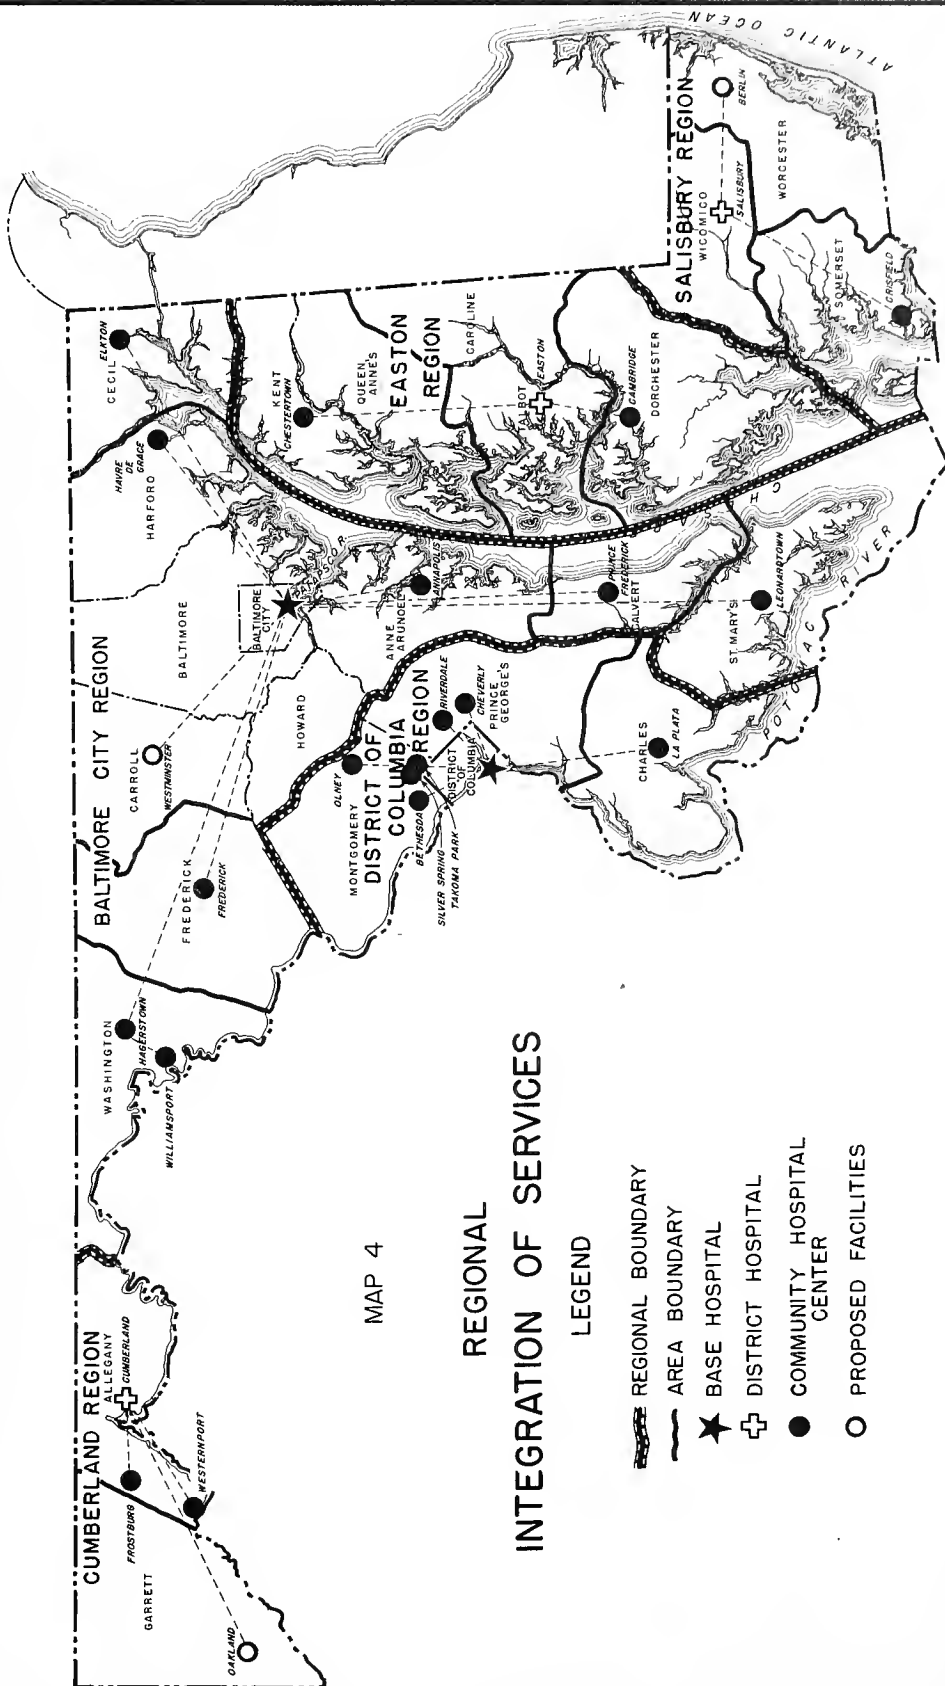 MAP 4
REGIONAL
INTEGRATION OF SERVICES
LEGEND
REGIONAL BOUNDARY
AREA BOUNDARY
BASE HOSPITAL
DISTRICT HOSPITAL
COMMUNITY HOSPITAL
CENTER
PROPOSED FACILITIES
CUMBERLAND REGION
ALLEGANY
CUMBERLAND
FROSTBURG
WESTERNPORT
GARRETT
OAKLAND
BALTIMORE CITY REGION
WASHINGTON
HAGERSTOWN
WILLIAMSPORT
FREDERICK
FREDERICK
CARROLL
WESTMINSTER
BALTIMORE
BALTIMORE
CITY
HARFORD
HAVRE
DE
GRACE
CECIL
ELKTON
HOWARD
ANNE
ARUNDEL
ANNAPOLIS
CALVERT
PRINCE
FREDERICK
ST. MARY'S
LEONARDTOWN
DISTRICT OF
COLUMBIA
REGION
MONTGOMERY
OLNEY
BETHESDA
SILVER SPRING
TAKOMA PARK
RIVERDALE
CHEVERLY
PRINCE
GEORGE'S
DISTRICT
OF
COLUMBIA
CHARLES
LA PLATA
POTOMAC RIVER
EASTON
REGION
KENT
CHESTERTOWN
QUEEN
ANNE'S
CAROLINE
TALBOT
EASTON
CAMBRIDGE
DORCHESTER
SALISBURY REGION
WICOMICO
SALISBURY
BERLIN
WORCESTER
SOMERSET
CRISFIELD
ATLANTIC OCEAN